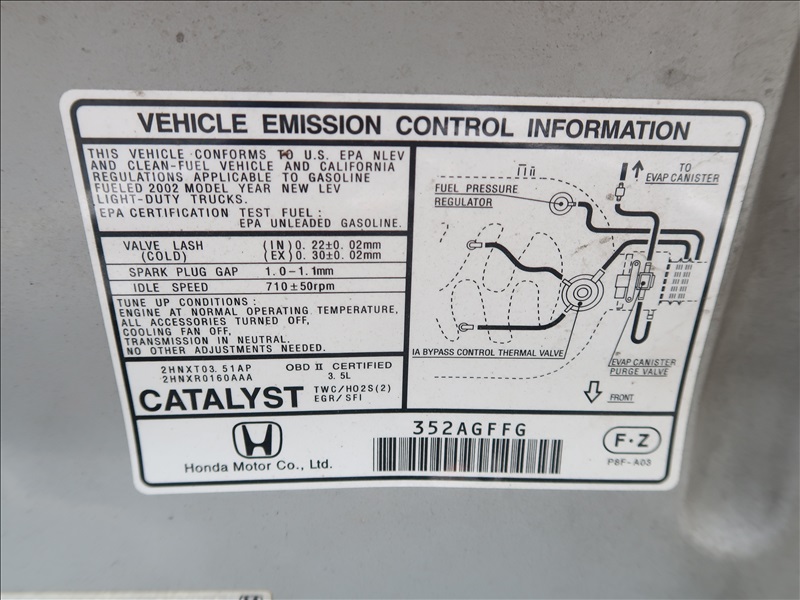 VEHICLE EMISSION CONTROL INFORMATION
THIS VEHICLE CONFORMS TO U.S. EPA NLEV
AND CLEAN-FUEL VEHICLE AND CALIFORNIA
REGULATIONS APPLICABLE TO GASOLINE
FUELED 2002 MODEL YEAR NEW LEV
LIGHT-DUTY TRUCKS.
EPA CERTIFICATION TEST FUEL:
EPA UNLEADED GASOLINE.
VALVE LASH (IN) 0.22±0.02mm
(COLD) (EX) 0.30±0.02mm
SPARK PLUG GAP 1.0-1.1mm
IDLE SPEED 710±50rpm
TUNE UP CONDITIONS:
ENGINE AT NORMAL OPERATING TEMPERATURE,
ALL ACCESSORIES TURNED OFF,
COOLING FAN OFF,
TRANSMISSION IN NEUTRAL.
NO OTHER ADJUSTMENTS NEEDED.
2HNXT03.51AP OBD II CERTIFIED
2HNXR0160AAA 3.5L
CATALYST TWC/HO2S(2)
EGR/SFI
TO
EVAP CANISTER
FUEL PRESSURE
REGULATOR
IA BYPASS CONTROL THERMAL VALVE
EVAP CANISTER
PURGE VALVE
FRONT
Honda Motor Co., Ltd.
352AGFFG
F·Z
P8F-A03